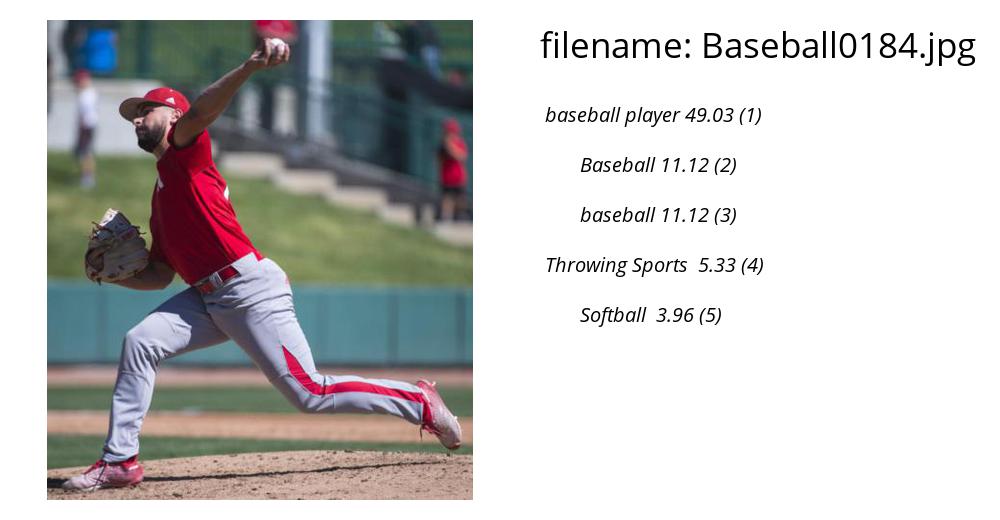 filename: Baseball0184.jpg
baseball player 49.03 (1)
Baseball 11.12 (2)
baseball 11.12 (3)
Throwing Sports 5.33 (4)
Softball 3.96 (5)